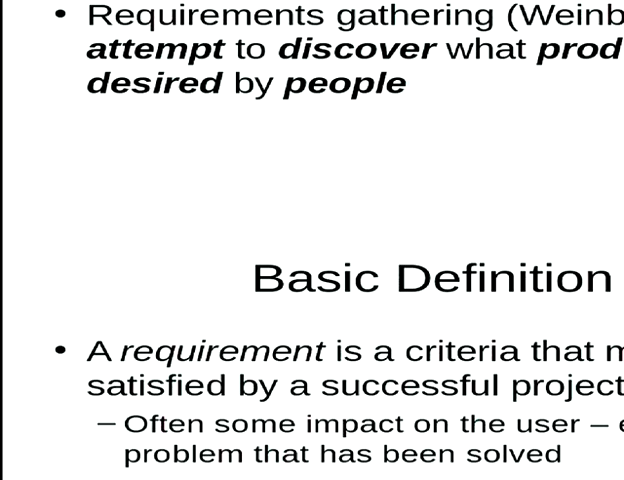 • Requirements gathering (Weinb
attempt to discover what prod
desired by people
Basic Definition
• A requirement is a criteria that
satisfied by a successful project
– Often some impact on the user –
problem that has been solved